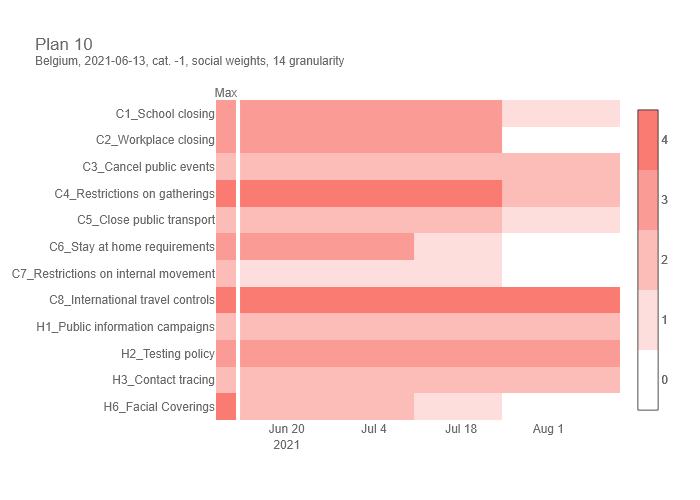 Plan 10
Belgium, 2021-06-13, cat. -1, social weights, 14 granularity
Max
C1_School closing
C2_Workplace closing
C3_Cancel public events
C4_Restrictions on gatherings
C5_Close public transport
C6_Stay at home requirements
C7_Restrictions on internal movement
C8_International travel controls
H1_Public information campaigns
H2_Testing policy
H3_Contact tracing
H6_Facial Coverings
Jun 20
2021
Jul 4
Jul 18
Aug 1
4
3
2
1
0